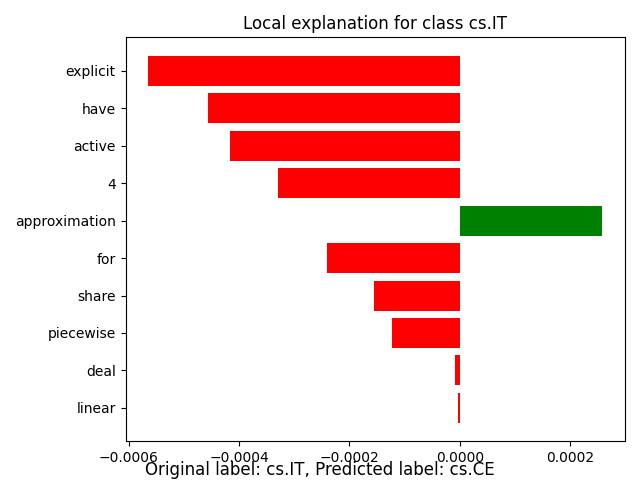 Local explanation for class cs.IT
explicit
have
active
4
approximation
for
share
piecewise
deal
linear
−0.0006 −0.0004 −0.0002 0.0000 0.0002
Original label: cs.IT, Predicted label: cs.CE